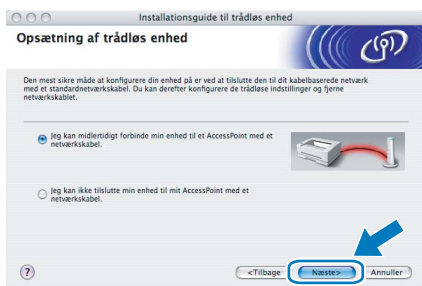 Installationsguide til trådløs enhed
Opsætning af trådløs enhed
Den mest sikre måde at konfigurere din enhed på er ved at tilslutte den til dit kabelbaserede netværk
med et standardnetværkskabel. Du kan derefter konfigurere de trådløse indstillinger og fjerne
netværkskablet.
Jeg kan midlertidigt forbinde min enhed til et AccessPoint med et
netværkskabel.
Jeg kan ikke tilslutte min enhed til mit AccessPoint med et
netværkskabel.
? <Tilbage Næste> Annuller